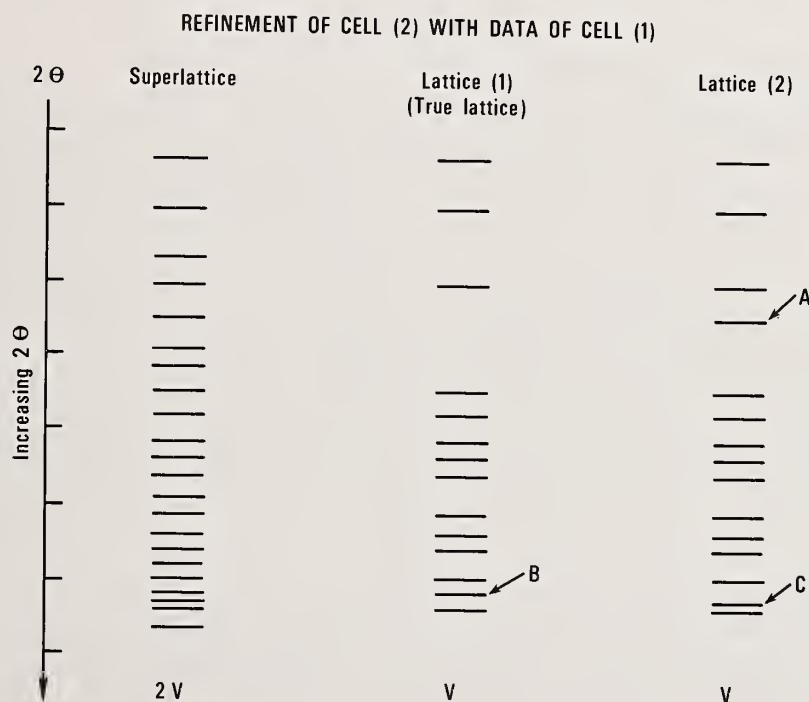 REFINEMENT OF CELL (2) WITH DATA OF CELL (1)
2 Θ
Superlattice
Lattice (1)
(True lattice)
Lattice (2)
Increasing 2 Θ
A
B
C
2 V
V
V